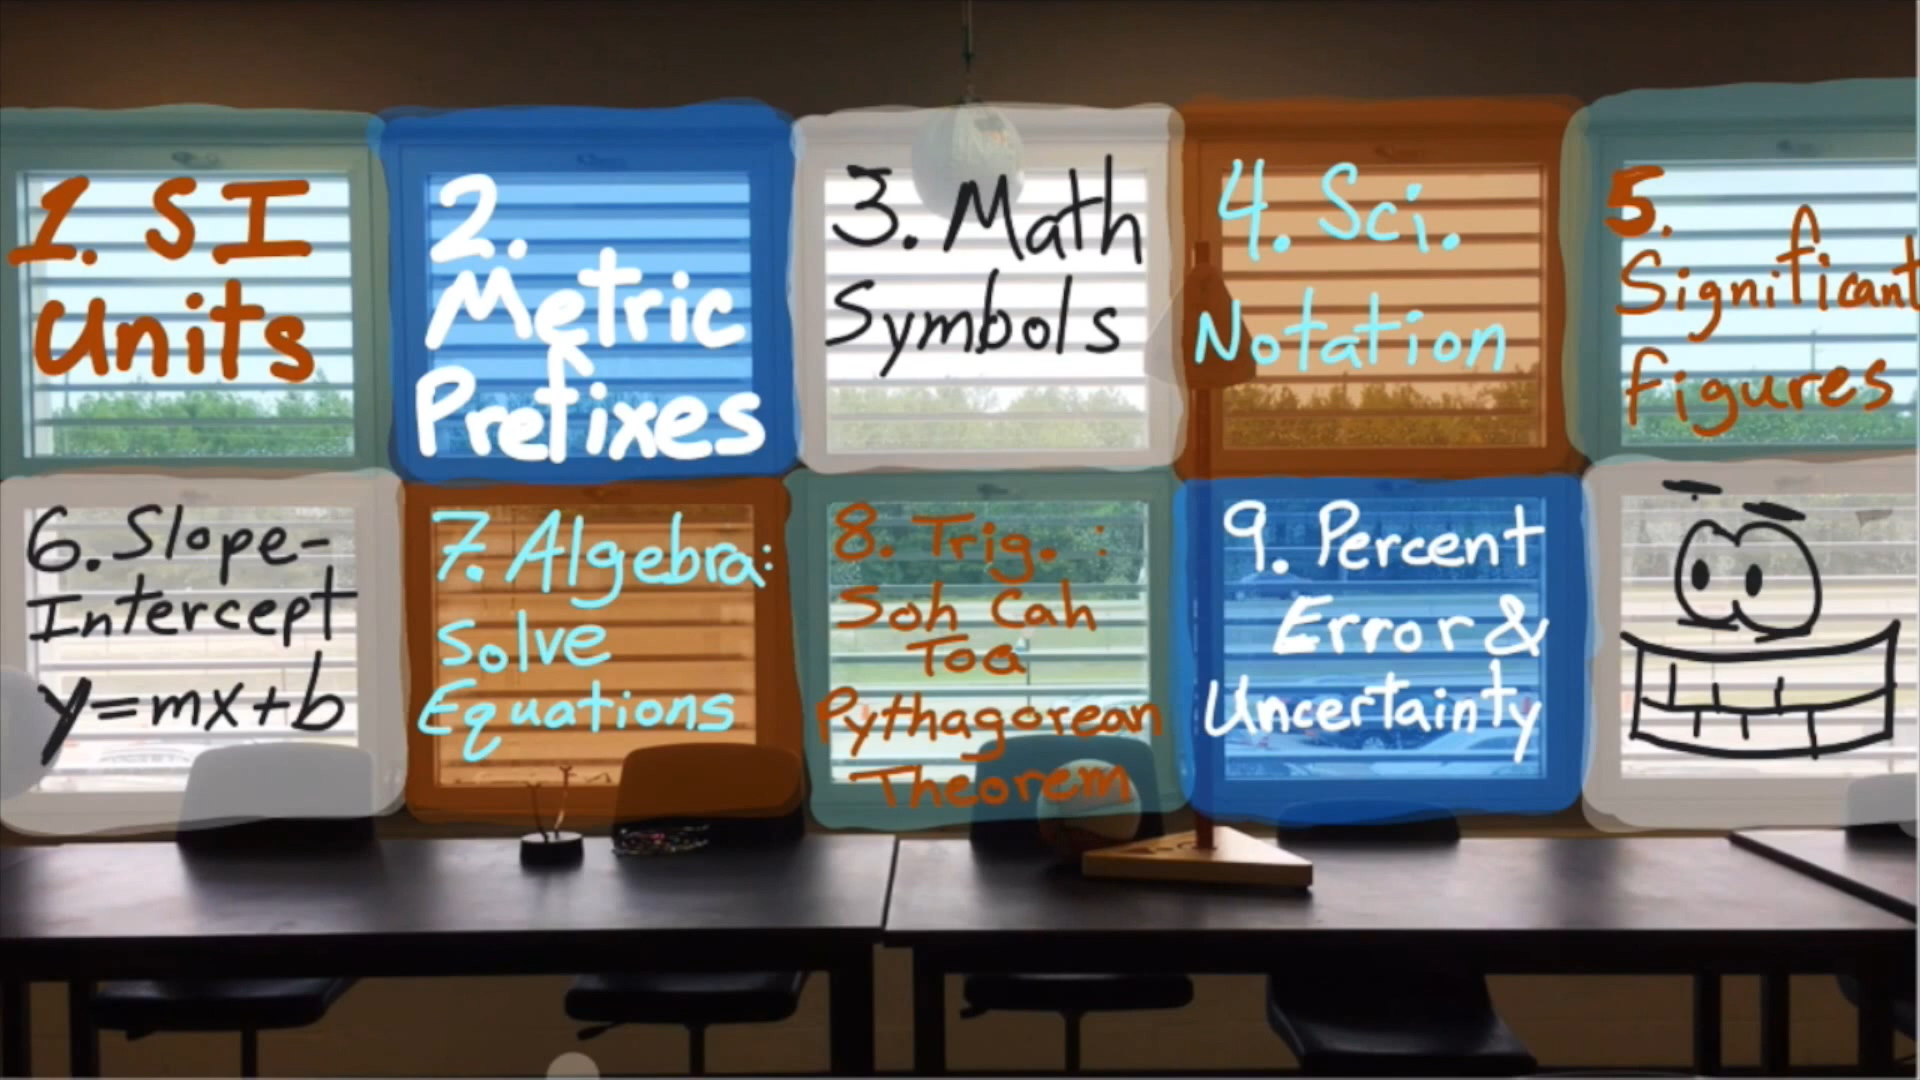 1. SI
Units
2.
Metric
Prefixes
3. Math
Symbols
4. Sci.
Notation
5.
Significant
Figures
6. Slope-
Intercept
y=mx+b
7. Algebra:
Solve
Equations
8. Trig. :
Soh Cah
Toa
Pythagorean
Theorem
9. Percent
Error &
Uncertainty